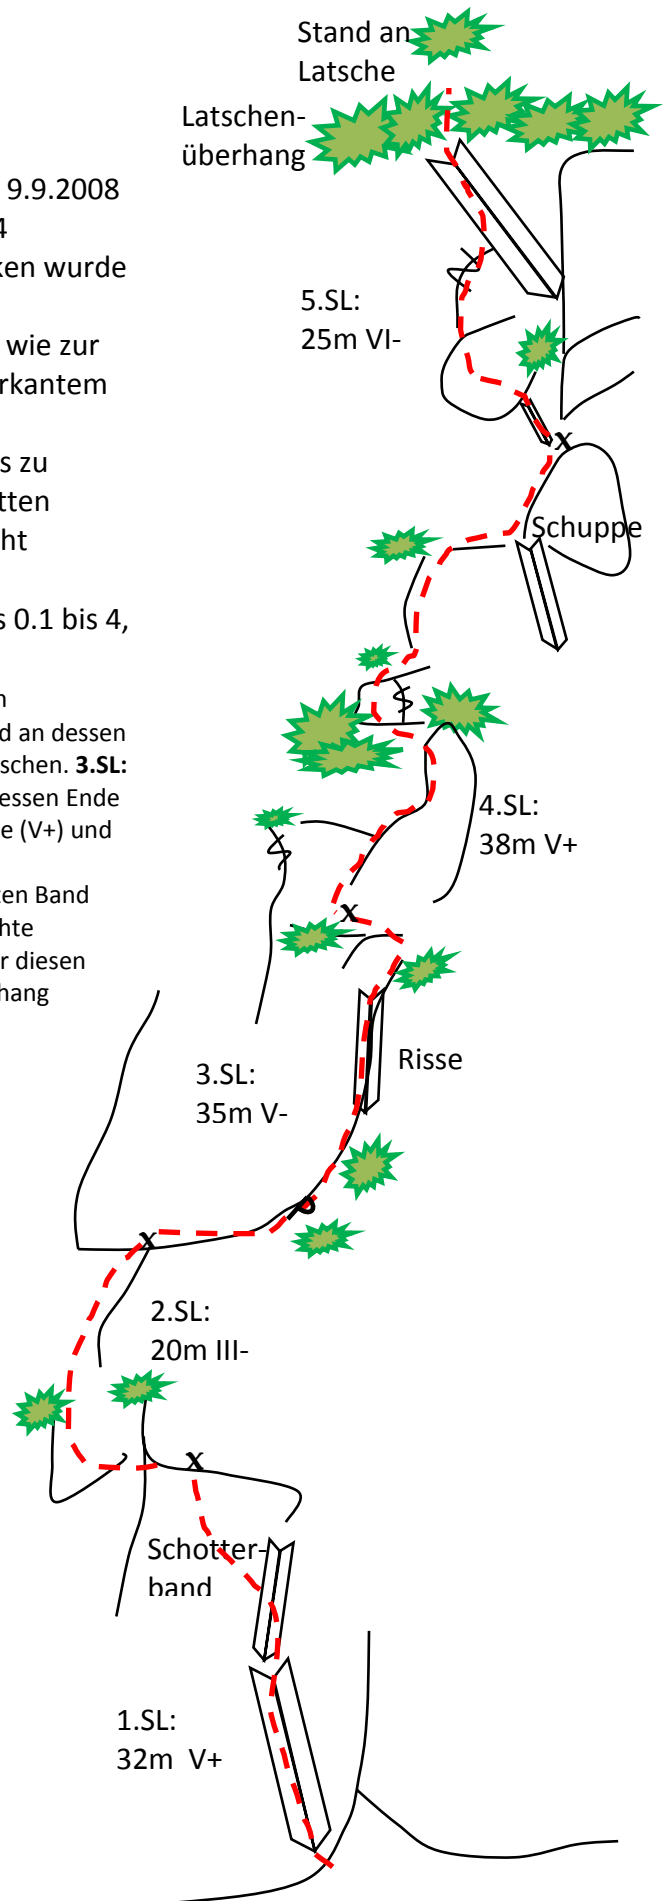 Stand an
Latsche
Latschen-
überhang
9.9.2008
4
ken wurde
5.SL:
25m VI-
wie zur
rkantem
s zu
tten
ht
Schuppe
s 0.1 bis 4,
n
d an dessen
schen. 3.SL:
essen Ende
e (V+) und
4.SL:
38m V+
ten Band
x
hte
r diesen
hang
x
Risse
3.SL:
35m V-
x
2.SL:
20m III-
x
Schotter-
band
1.SL:
32m V+